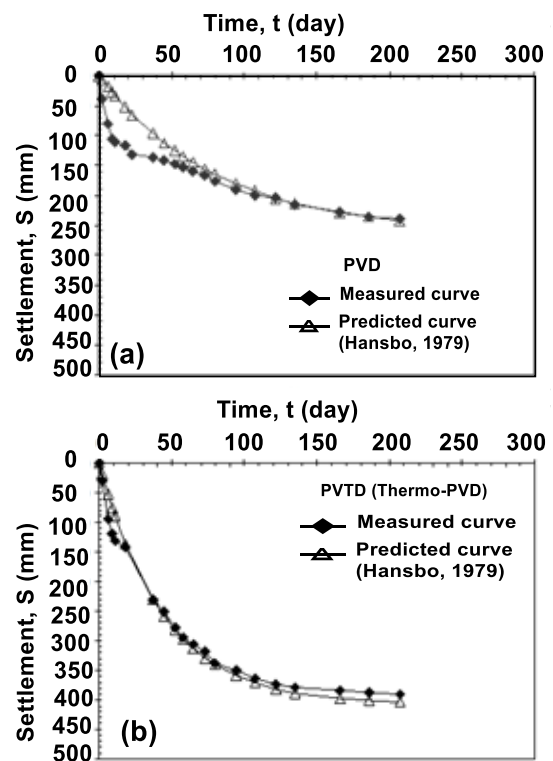 Time, t (day)
0 50 100 150 200 250 300
0
50
100
150
200
250
300
350
400
450
500
Settlement, S (mm)
PVD
Measured curve
Predicted curve
(Hansbo, 1979)
(a)
Time, t (day)
0 50 100 150 200 250 300
0
50
100
150
200
250
300
350
400
450
500
Settlement, S (mm)
PVTD (Thermo-PVD)
Measured curve
Predicted curve
(Hansbo, 1979)
(b)